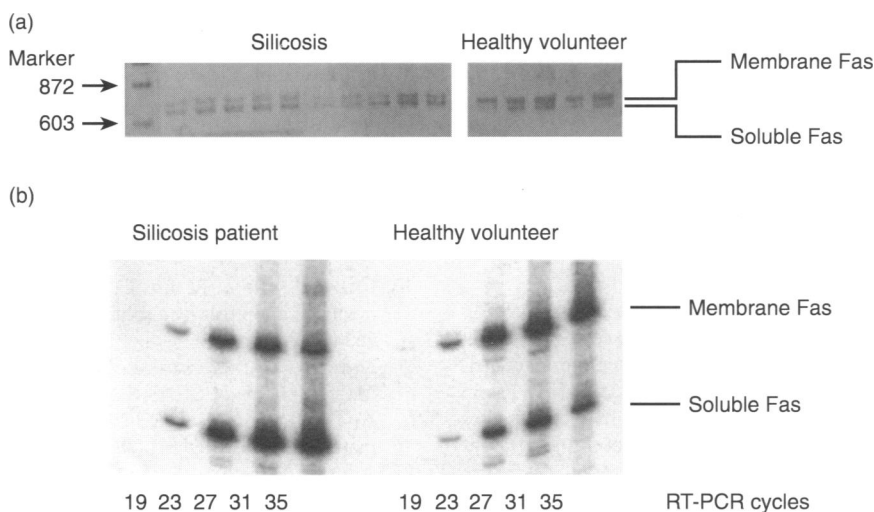 (a)
Silicosis Healthy volunteer
Marker
872
603
Membrane Fas
Soluble Fas
(b)
Silicosis patient Healthy volunteer
Membrane Fas
Soluble Fas
19 23 27 31 35 19 23 27 31 35 RT-PCR cycles